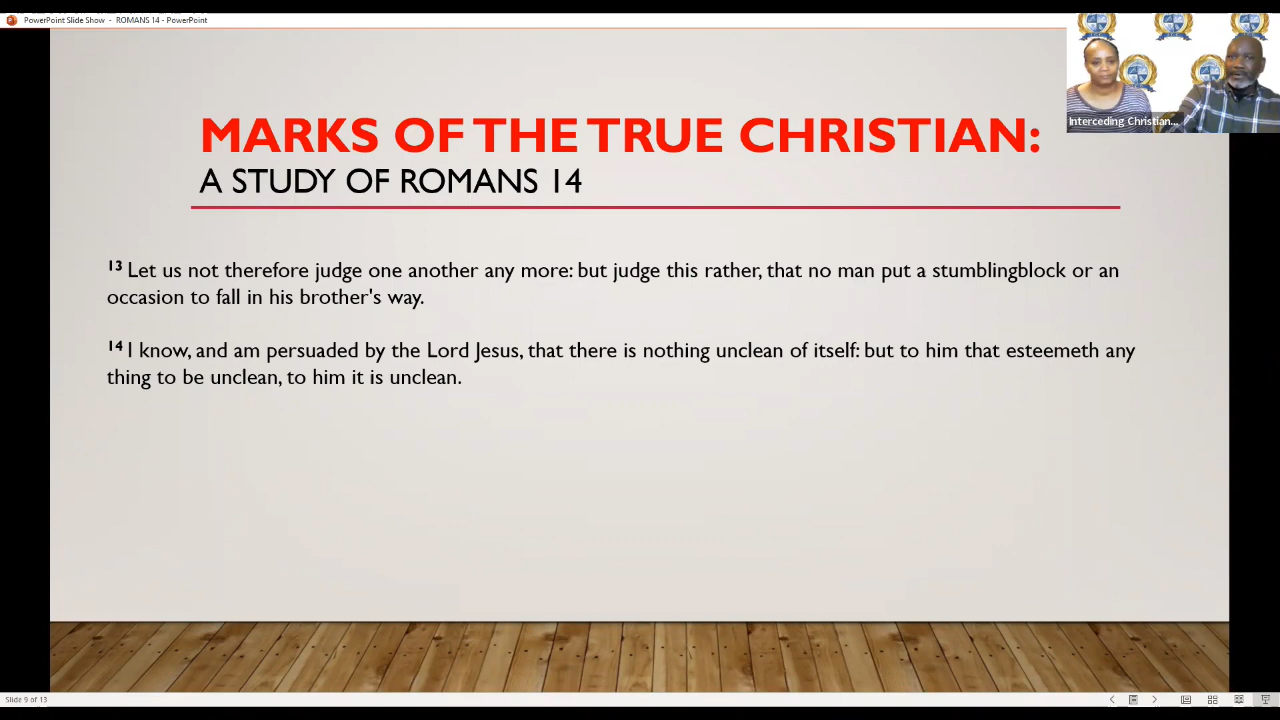 PowerPoint Slide Show - ROMANS 14 - PowerPoint
Interceding Christian...
MARKS OF THE TRUE CHRISTIAN:
A STUDY OF ROMANS 14
13 Let us not therefore judge one another any more: but judge this rather, that no man put a stumblingblock or an
occasion to fall in his brother's way.
14 I know, and am persuaded by the Lord Jesus, that there is nothing unclean of itself: but to him that esteemeth any
thing to be unclean, to him it is unclean.
Slide 9 of 13